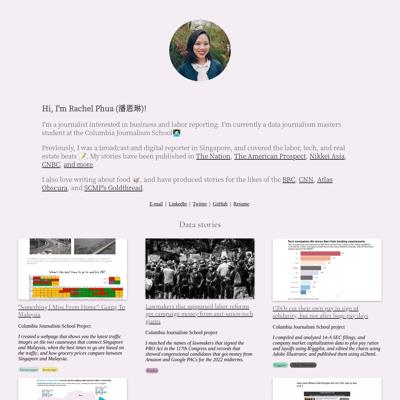 Hi, I'm Rachel Phua (潘恩琳)!
I'm a journalist interested in business and labor reporting. I'm currently a data journalism masters
student at the Columbia Journalism School
Previously, I was a broadcast and digital reporter in Singapore, and covered the labor, tech, and real
estate beats 📝. My stories have been published in The Nation, The American Prospect, Nikkei Asia,
CNBC, and more.
I also love writing about food 🍜, and have produced stories for the likes of the BBC, CNN, Atlas
Obscura, and SCMP's Goldthread.
E-mail | LinkedIn | Twitter | GitHub | Resume
Data stories
"Something I Miss From Home": Going To
Malaysia
Columbia Journalism School Project
I created a webpage that shows you the latest traffic
images on the two causeways that connect Singapore
and Malaysia, when the best times to go are based on
the traffic, and how grocery prices compare between
Singapore and Malaysia.
Lawmakers that supported labor reforms
got campaign money from anti-union tech
giants
Columbia Journalism School project
I matched the names of lawmakers that signed the
PRO Act in the 117th Congress and records that
showed congressional candidates that got money from
Amazon and Google PACs for the 2022 midterms.
Tech companies did worse than their lending counterparts
CEOs cut their own pay in sign of
solidarity, but not after huge pay days
Columbia Journalism School Project
I compiled and analyzed 14-A SEC filings, and
company market capitalization data to plot pay ratios
and layoffs using R/ggplot, and edited the charts using
Adobe Illustrator, and published them using ai2html.